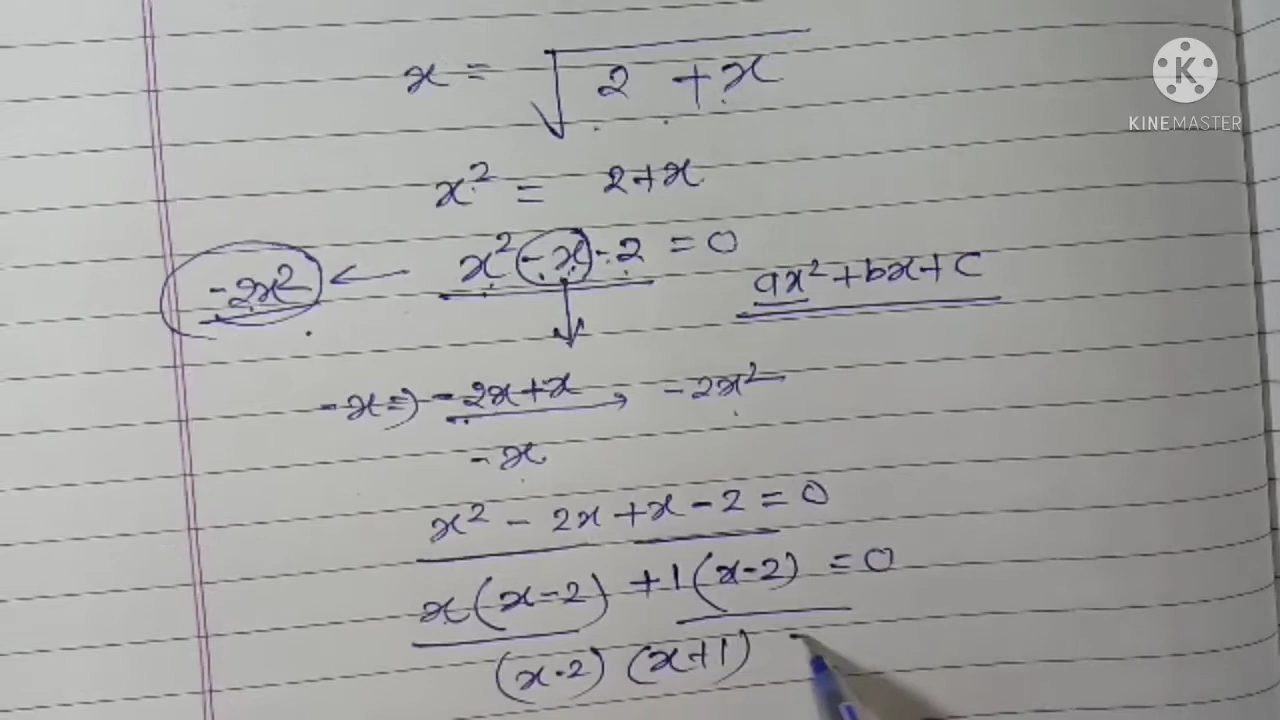 x = √2 + x
x² = 2+x
x² - x - 2 = 0
-2x² ←
ax² + bx + c
-x ⇒ -2x+x, -2x²
-x
x² - 2x + x - 2 = 0
x(x-2) + 1(x-2) = 0
(x-2) (x+1)
K
KINEMASTER